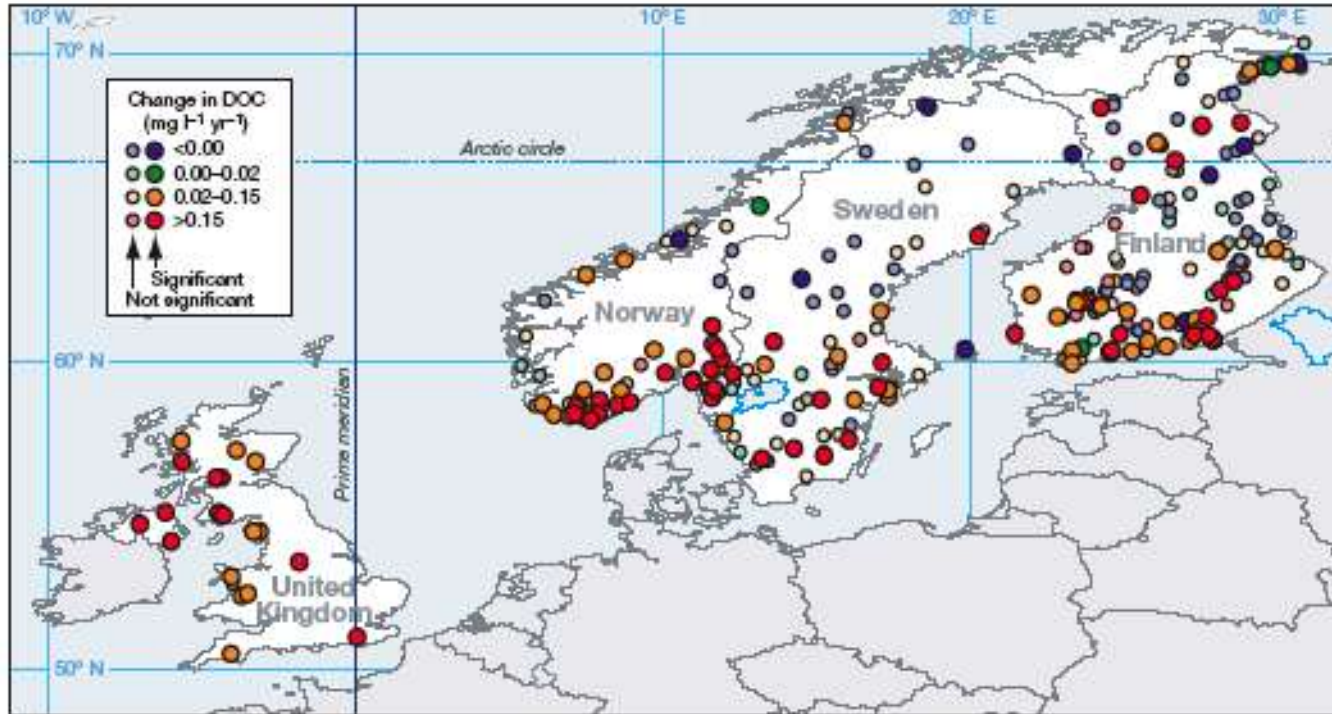 10° W
10° E
20° E
30° E
70° N
Change in DOC
(mg l⁻¹ yr⁻¹)
<0.00
0.00–0.02
0.02–0.15
>0.15
Significant
Not significant
Arctic circle
Sweden
Finland
Norway
60° N
Prime meridian
United
Kingdom
50° N